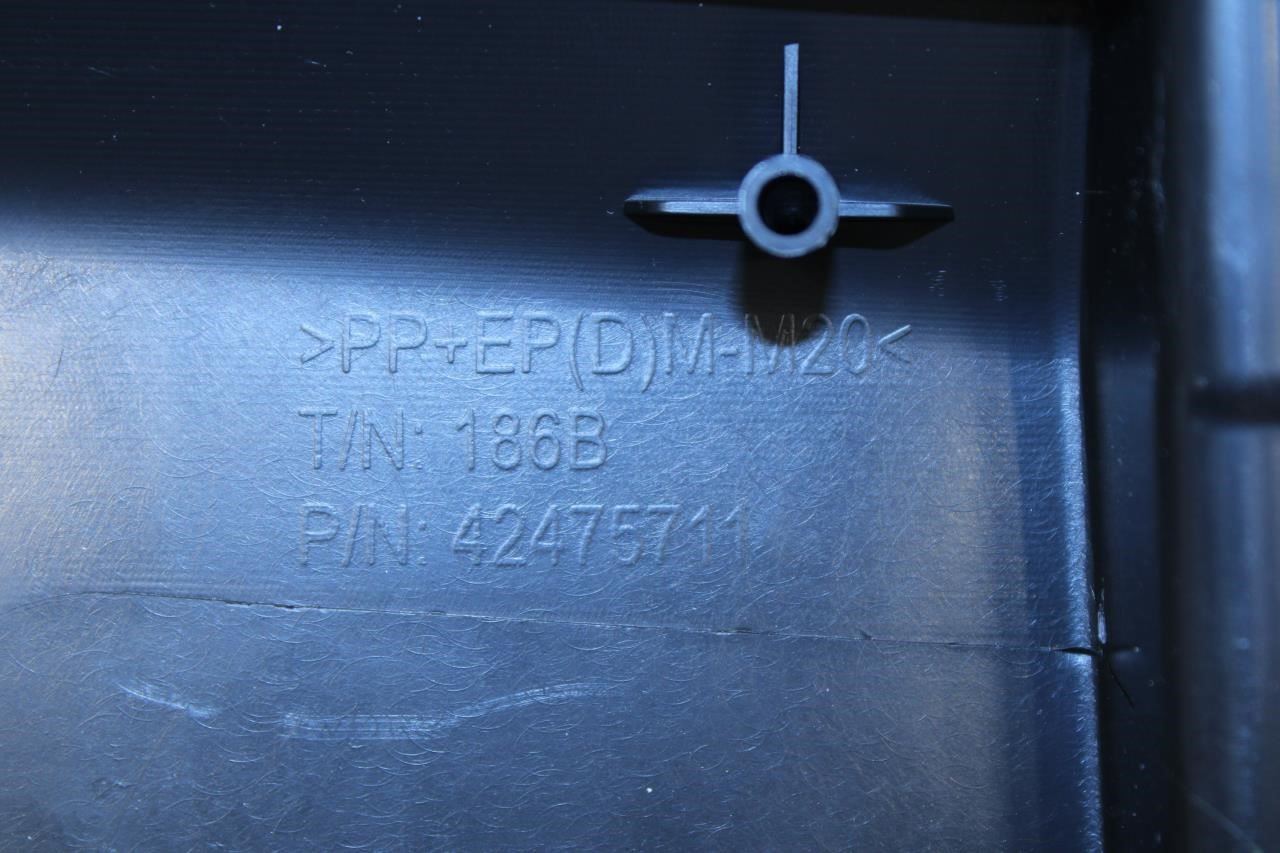 >PP+EP(D)M-M20<
T/N: 186B
P/N: 42475711